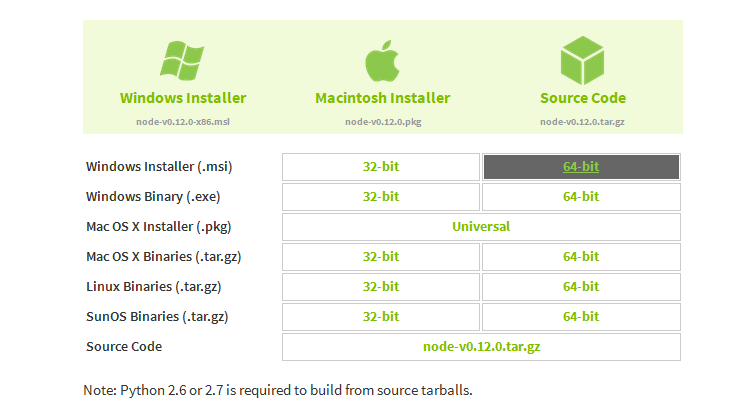 Windows Installer Macintosh Installer Source Code
node-v0.12.0-x86.msl node-v0.12.0.pkg node-v0.12.0.tar.gz
Windows Installer (.msi) 32-bit 64-bit
Windows Binary (.exe) 32-bit 64-bit
Mac OS X Installer (.pkg) Universal
Mac OS X Binaries (.tar.gz) 32-bit 64-bit
Linux Binaries (.tar.gz) 32-bit 64-bit
SunOS Binaries (.tar.gz) 32-bit 64-bit
Source Code node-v0.12.0.tar.gz
Note: Python 2.6 or 2.7 is required to build from source tarballs.